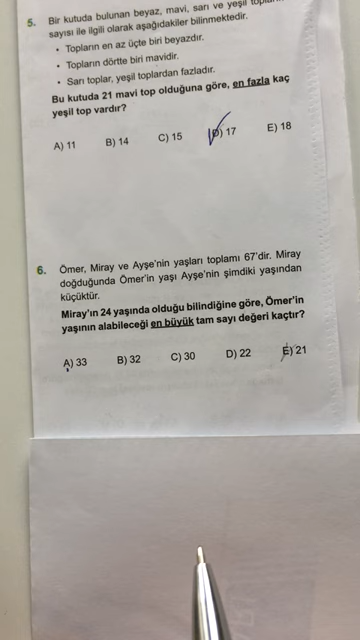 5. Bir kutuda bulunan beyaz, mavi, sarı ve yeşil
sayısı ile ilgili olarak aşağıdakiler bilinmektedir.
• Topların en az üçte biri beyazdır.
• Topların dörtte biri mavidir.
• Sarı toplar, yeşil toplardan fazladır.
Bu kutuda 21 mavi top olduğuna göre, en fazla kaç
yeşil top vardır?
A) 11 B) 14 C) 15 D) 17 E) 18
6. Ömer, Miray ve Ayşe'nin yaşları toplamı 67'dir. Miray
doğduğunda Ömer'in yaşı Ayşe'nin şimdiki yaşından
küçüktür.
Miray'ın 24 yaşında olduğu bilindiğine göre, Ömer'in
yaşının alabileceği en büyük tam sayı değeri kaçtır?
A) 33 B) 32 C) 30 D) 22 E) 21